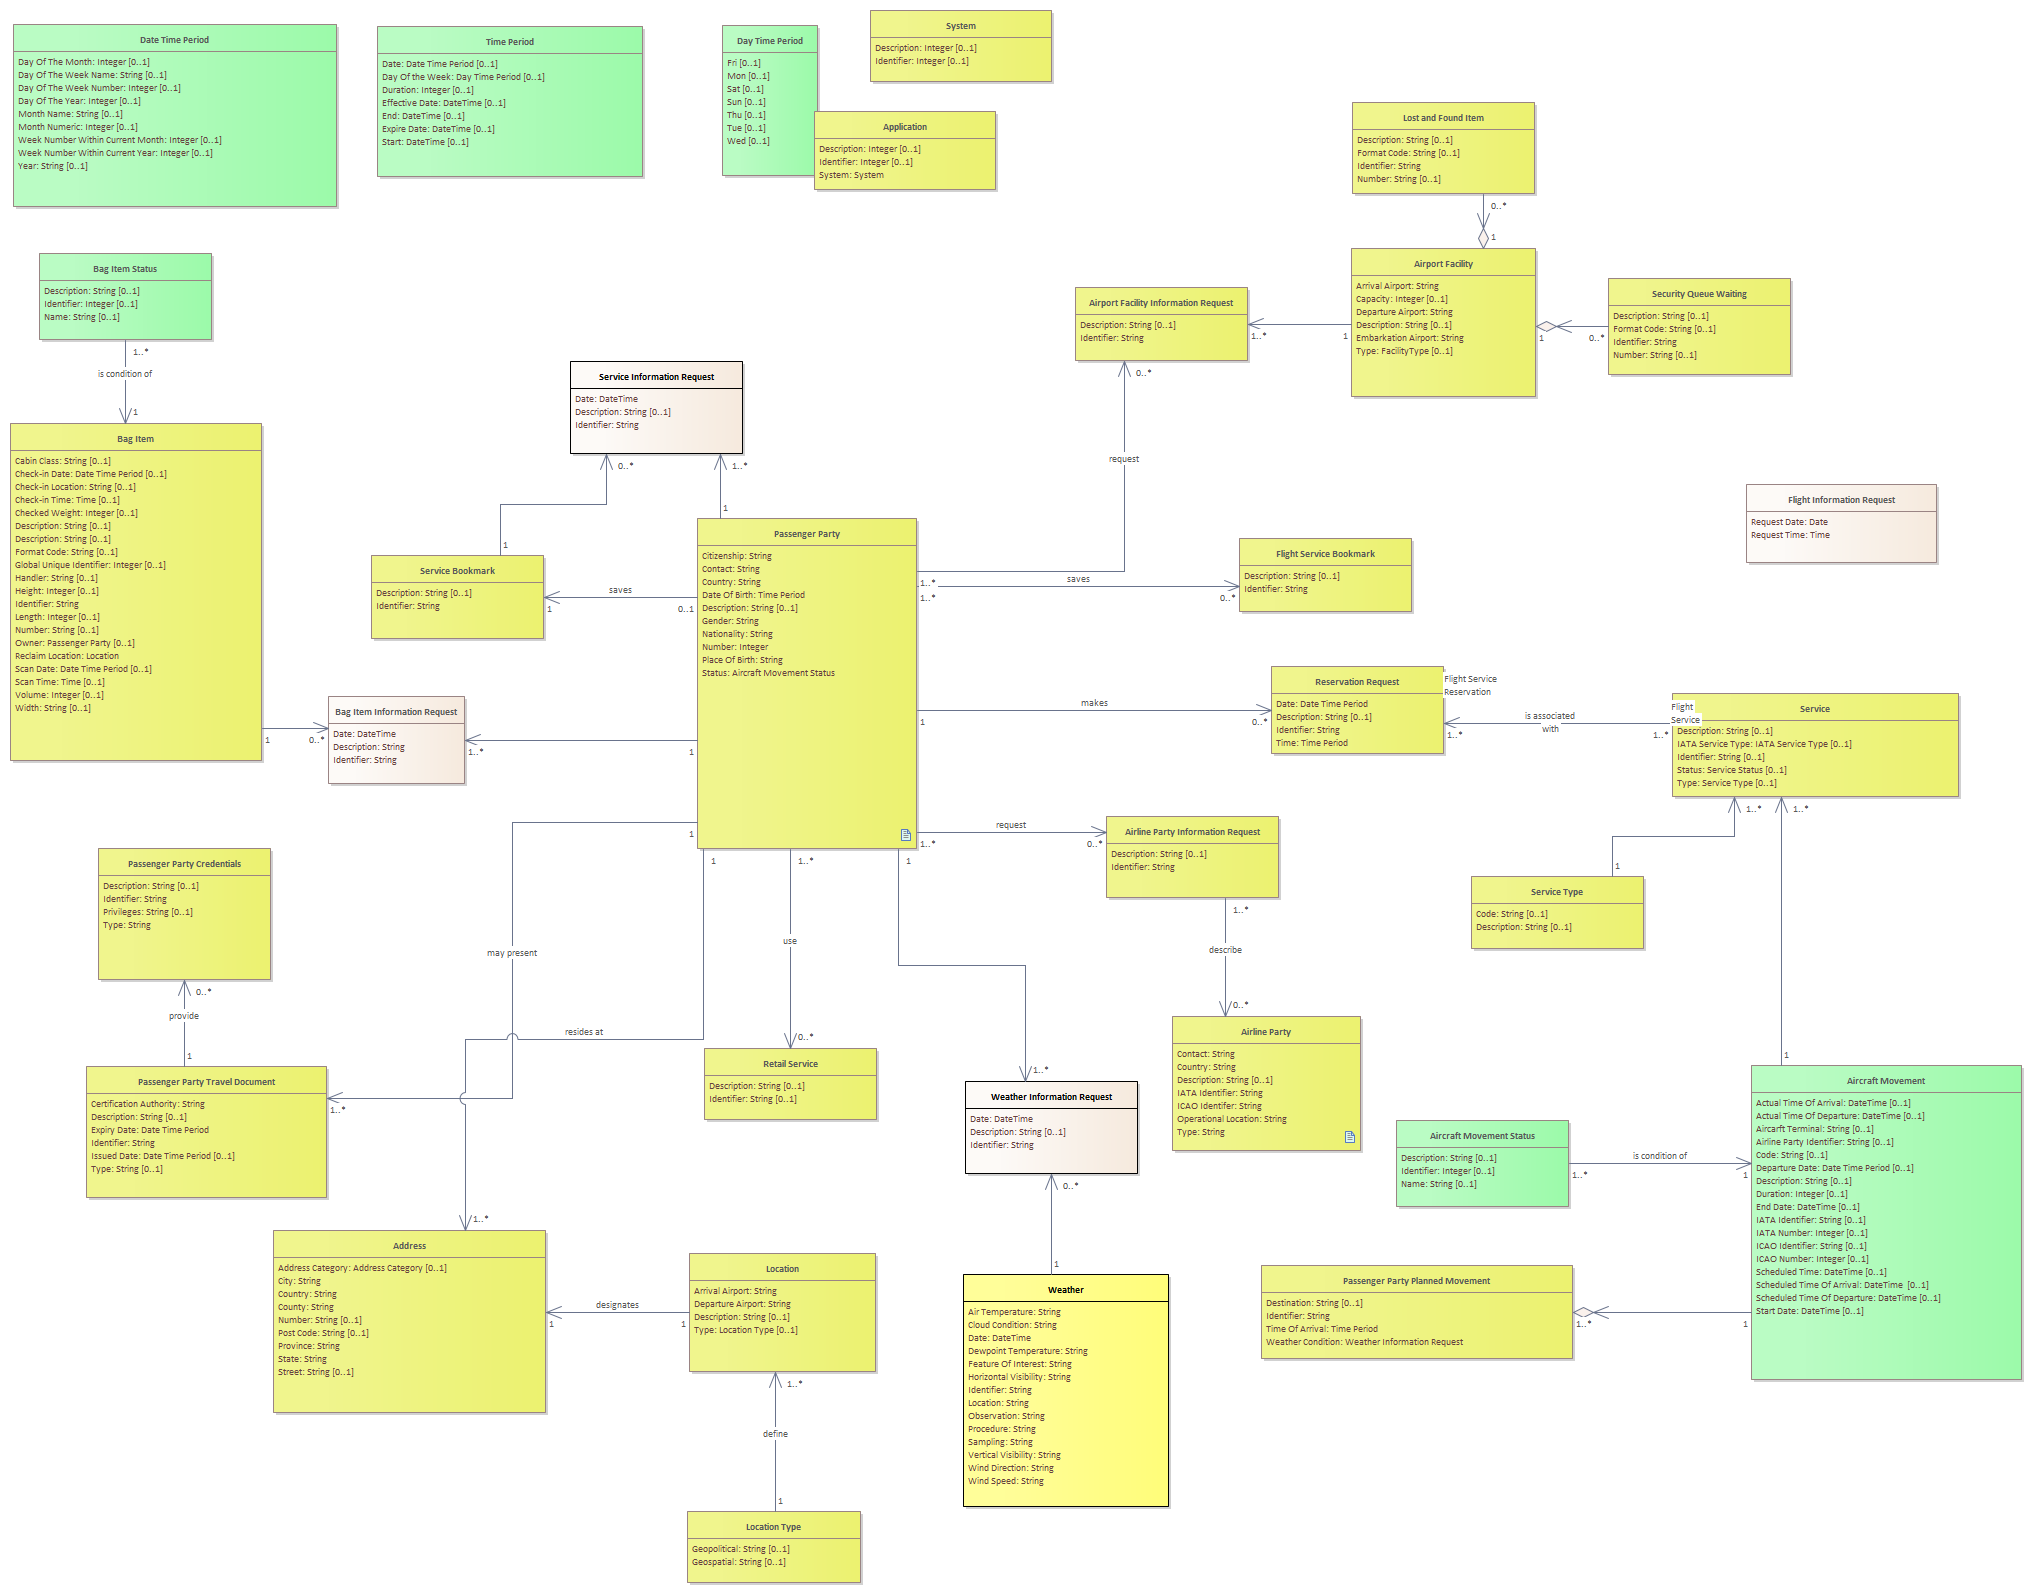 Date Time Period
Day Of The Month: Integer [0..1]
Day Of The Week Name: String [0..1]
Day Of The Week Number: Integer [0..1]
Day Of The Year: Integer [0..1]
Month Name: String [0..1]
Month Numeric: Integer [0..1]
Week Number Within Current Month: Integer [0..1]
Week Number Within Current Year: Integer [0..1]
Year: String [0..1]
Time Period
Date: Date Time Period [0..1]
Day Of the Week: Day Time Period [0..1]
Duration: Integer [0..1]
Effective Date: DateTime [0..1]
End: DateTime [0..1]
Expire Date: DateTime [0..1]
Start: DateTime [0..1]
Day Time Period
Fri [0..1]
Mon [0..1]
Sat [0..1]
Sun [0..1]
Thu [0..1]
Tue [0..1]
Wed [0..1]
System
Description: Integer [0..1]
Identifier: Integer [0..1]
Application
Description: Integer [0..1]
Identifier: Integer [0..1]
System: System
Lost and Found Item
Description: String [0..1]
Format Code: String [0..1]
Identifier: String
Number: String [0..1]
0..*
1
Airport Facility
Arrival Airport: String
Capacity: Integer [0..1]
Departure Airport: String
Description: String [0..1]
Embarkation Airport: String
Type: FacilityType [0..1]
1
0..*
Security Queue Waiting
Description: String [0..1]
Format Code: String [0..1]
Identifier: String
Number: String [0..1]
Airport Facility Information Request
Description: String [0..1]
Identifier: String
1..*
1
0..*
request
Bag Item Status
Description: String [0..1]
Identifier: Integer [0..1]
Name: String [0..1]
1..*
is condition of
1
Bag Item
Cabin Class: String [0..1]
Check-in Date: Date Time Period [0..1]
Check-in Location: String [0..1]
Check-in Time: Time [0..1]
Checked Weight: Integer [0..1]
Description: String [0..1]
Description: String [0..1]
Format Code: String [0..1]
Global Unique Identifier: Integer [0..1]
Handler: String [0..1]
Height: Integer [0..1]
Identifier: String
Length: Integer [0..1]
Number: String [0..1]
Owner: Passenger Party [0..1]
Reclaim Location: Location
Scan Date: Date Time Period [0..1]
Scan Time: Time [0..1]
Volume: Integer [0..1]
Width: String [0..1]
1
0..*
Service Information Request
Date: DateTime
Description: String [0..1]
Identifier: String
0..*
1..*
1
1
Service Bookmark
Description: String [0..1]
Identifier: String
saves
1
0..1
Bag Item Information Request
Date: DateTime
Description: String
Identifier: String
1..*
1
Passenger Party
Citizenship: String
Contact: String
Country: String
Date Of Birth: Time Period
Description: String [0..1]
Gender: String
Nationality: String
Number: Integer
Place Of Birth: String
Status: Aircraft Movement Status
1..*
1..*
saves
0..*
Flight Service Bookmark
Description: String [0..1]
Identifier: String
Flight Information Request
Request Date: Date
Request Time: Time
makes
1
0..*
Reservation Request
Date: Date Time Period
Description: String [0..1]
Identifier: String
Time: Time Period
Flight Service
Reservation
1..*
is associated
with
Flight
Service
1..*
Service
Description: String [0..1]
IATA Service Type: IATA Service Type [0..1]
Identifier: String [0..1]
Status: Service Status [0..1]
Type: Service Type [0..1]
1..*
1..*
1
Service Type
Code: String [0..1]
Description: String [0..1]
request
1..*
0..*
Airline Party Information Request
Description: String [0..1]
Identifier: String
1..*
describe
0..*
Airline Party
Contact: String
Country: String
Description: String [0..1]
IATA Identifier: String
ICAO Identifer: String
Operational Location: String
Type: String
Passenger Party Credentials
Description: String [0..1]
Identifier: String
Privileges: String [0..1]
Type: String
0..*
provide
1
Passenger Party Travel Document
Certification Authority: String
Description: String [0..1]
Expiry Date: Date Time Period
Identifier: String
Issued Date: Date Time Period [0..1]
Type: String [0..1]
1
may present
1..*
1
resides at
1..*
1..*
use
0..*
Retail Service
Description: String [0..1]
Identifier: String [0..1]
1
1..*
Weather Information Request
Date: DateTime
Description: String [0..1]
Identifier: String
0..*
1
Weather
Air Temperature: String
Cloud Condition: String
Date: DateTime
Dewpoint Temperature: String
Feature Of Interest: String
Horizontal Visibility: String
Identifier: String
Location: String
Observation: String
Procedure: String
Sampling: String
Vertical Visibility: String
Wind Direction: String
Wind Speed: String
Address
Address Category: Address Category [0..1]
City: String
Country: String
County: String
Number: String [0..1]
Post Code: String [0..1]
Province: String
State: String
Street: String [0..1]
designates
1
1
Location
Arrival Airport: String
Departure Airport: String
Description: String [0..1]
Type: Location Type [0..1]
1..*
define
1
Location Type
Geopolitical: String [0..1]
Geospatial: String [0..1]
Aircraft Movement Status
Description: String [0..1]
Identifier: Integer [0..1]
Name: String [0..1]
is condition of
1..*
1
1
Aircraft Movement
Actual Time Of Arrival: DateTime [0..1]
Actual Time Of Departure: DateTime [0..1]
Aircarft Terminal: String [0..1]
Airline Party Identifier: String [0..1]
Code: String [0..1]
Departure Date: Date Time Period [0..1]
Description: String [0..1]
Duration: Integer [0..1]
End Date: DateTime [0..1]
IATA Identifier: String [0..1]
IATA Number: Integer [0..1]
ICAO Identifier: String [0..1]
ICAO Number: Integer [0..1]
Scheduled Time: DateTime [0..1]
Scheduled Time Of Arrival: DateTime [0..1]
Scheduled Time Of Departure: DateTime [0..1]
Start Date: DateTime [0..1]
Passenger Party Planned Movement
Destination: String [0..1]
Identifier: String
Time Of Arrival: Time Period
Weather Condition: Weather Information Request
1..*
1